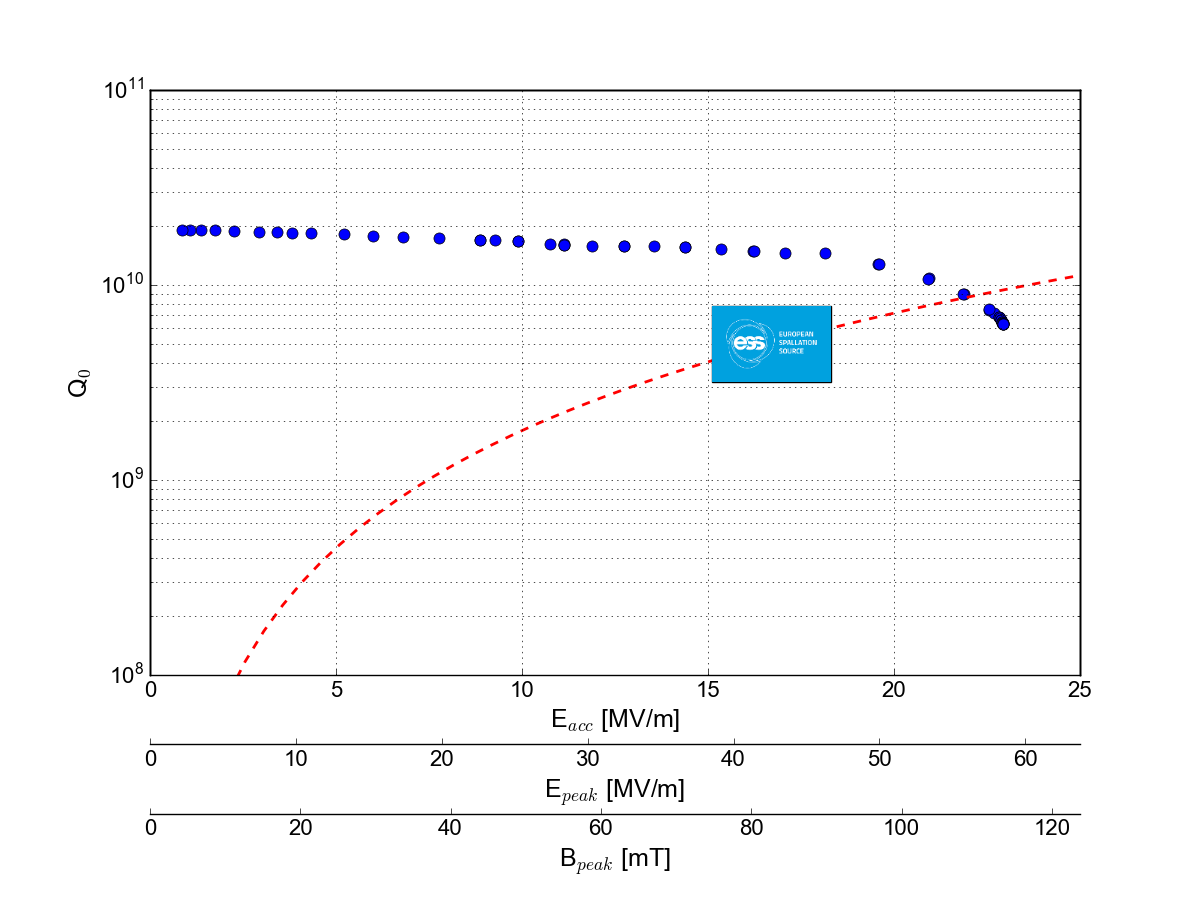 10^11
10^10
10^9
10^8
Q_0
ess
EUROPEAN
SPALLATION
SOURCE
0 5 10 15 20 25
E_acc [MV/m]
0 10 20 30 40 50 60
E_peak [MV/m]
0 20 40 60 80 100 120
B_peak [mT]